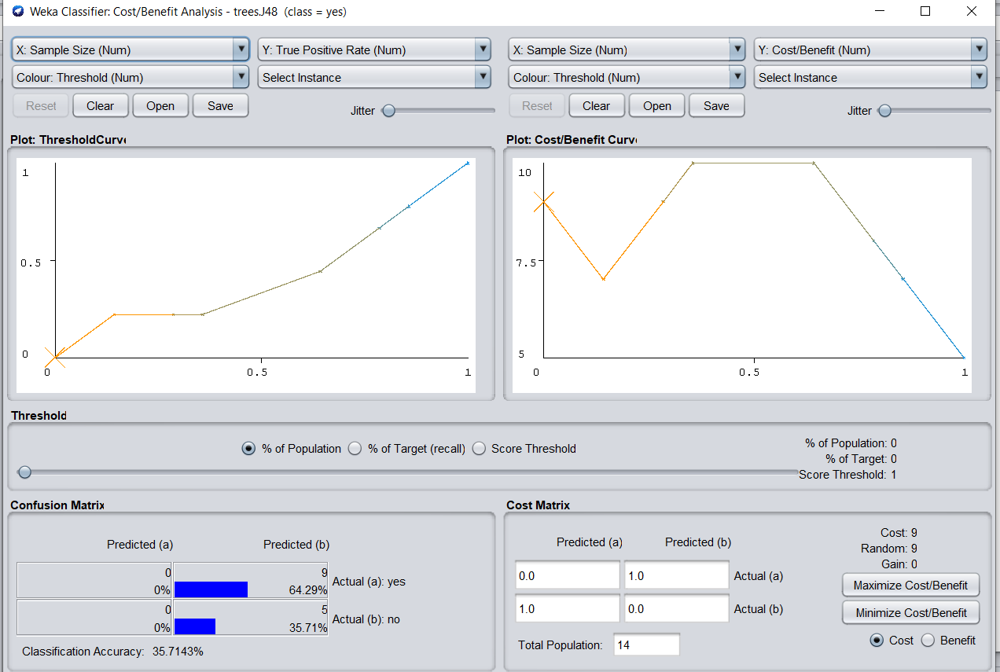 Weka Classifier: Cost/Benefit Analysis - trees.J48 (class = yes)
X: Sample Size (Num) Y: True Positive Rate (Num) X: Sample Size (Num) Y: Cost/Benefit (Num)
Colour: Threshold (Num) Select Instance Colour: Threshold (Num) Select Instance
Reset Clear Open Save Jitter Reset Clear Open Save Jitter
Plot: ThresholdCurve Plot: Cost/Benefit Curve
1 10
0.5 7.5
0 5
0 0.5 1 0 0.5 1
Threshold
% of Population % of Target (recall) Score Threshold
% of Population: 0
% of Target: 0
Score Threshold: 1
Confusion Matrix
Predicted (a) Predicted (b)
0 9
0% 64.29% Actual (a): yes
0 5
0% 35.71% Actual (b): no
Classification Accuracy: 35.7143%
Cost Matrix
Predicted (a) Predicted (b)
0.0 1.0 Actual (a)
1.0 0.0 Actual (b)
Total Population: 14
Cost: 9
Random: 9
Gain: 0
Maximize Cost/Benefit
Minimize Cost/Benefit
Cost Benefit